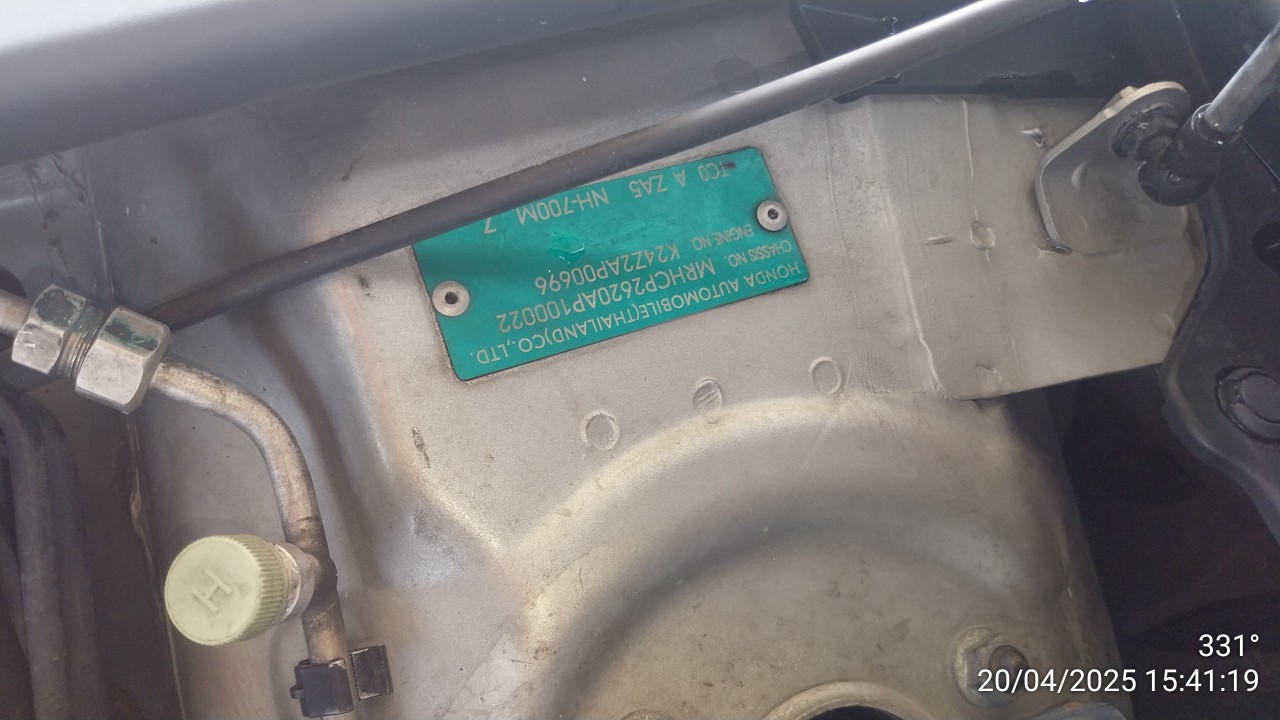 HONDA AUTOMOBILE(THAILAND)CO.,LTD.
CHASSIS NO. MRHCP2620AP100022
ENGINE NO. K24Z2AP00696
NH-700M 7
TC0 A ZA5
H
331°
20/04/2025 15:41:19